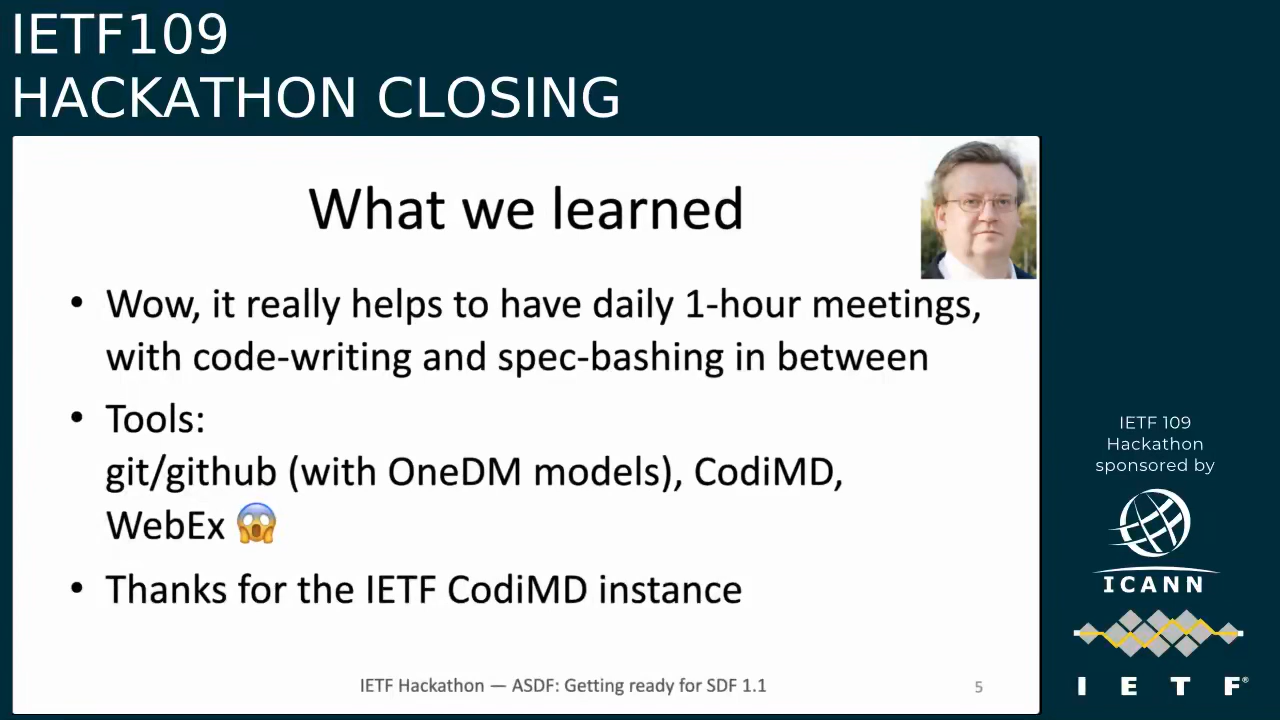 IETF109
HACKATHON CLOSING
What we learned
• Wow, it really helps to have daily 1-hour meetings,
with code-writing and spec-bashing in between
• Tools:
git/github (with OneDM models), CodiMD,
WebEx 😱
• Thanks for the IETF CodiMD instance
IETF Hackathon — ASDF: Getting ready for SDF 1.1
5
IETF 109
Hackathon
sponsored by
ICANN
I E T F®